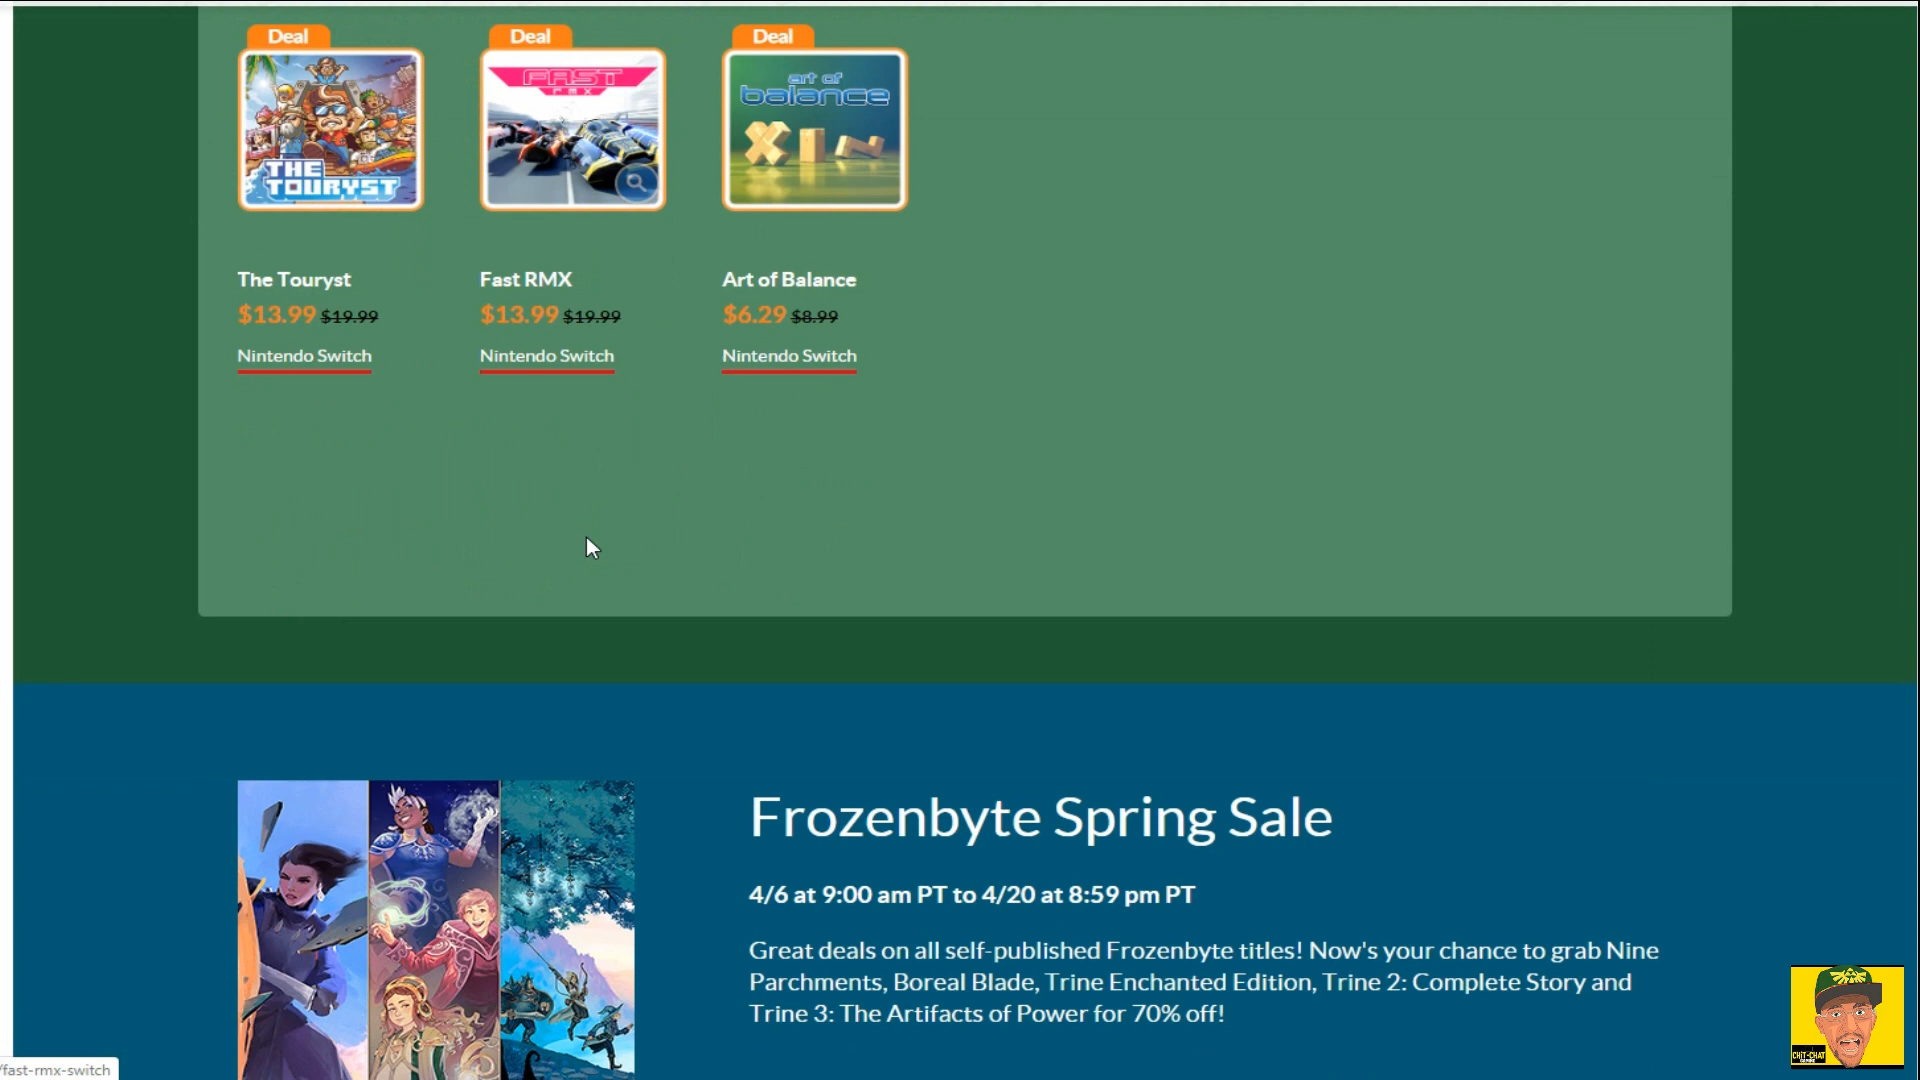 Deal Deal Deal
THE TOURYST
FAST RMX
art of balance
The Touryst Fast RMX Art of Balance
$13.99 $19.99 $13.99 $19.99 $6.29 $8.99
Nintendo Switch Nintendo Switch Nintendo Switch
Frozenbyte Spring Sale
4/6 at 9:00 am PT to 4/20 at 8:59 pm PT
Great deals on all self-published Frozenbyte titles! Now's your chance to grab Nine
Parchments, Boreal Blade, Trine Enchanted Edition, Trine 2: Complete Story and
Trine 3: The Artifacts of Power for 70% off!
CHIT-CHAT
GAMING
/fast-rmx-switch